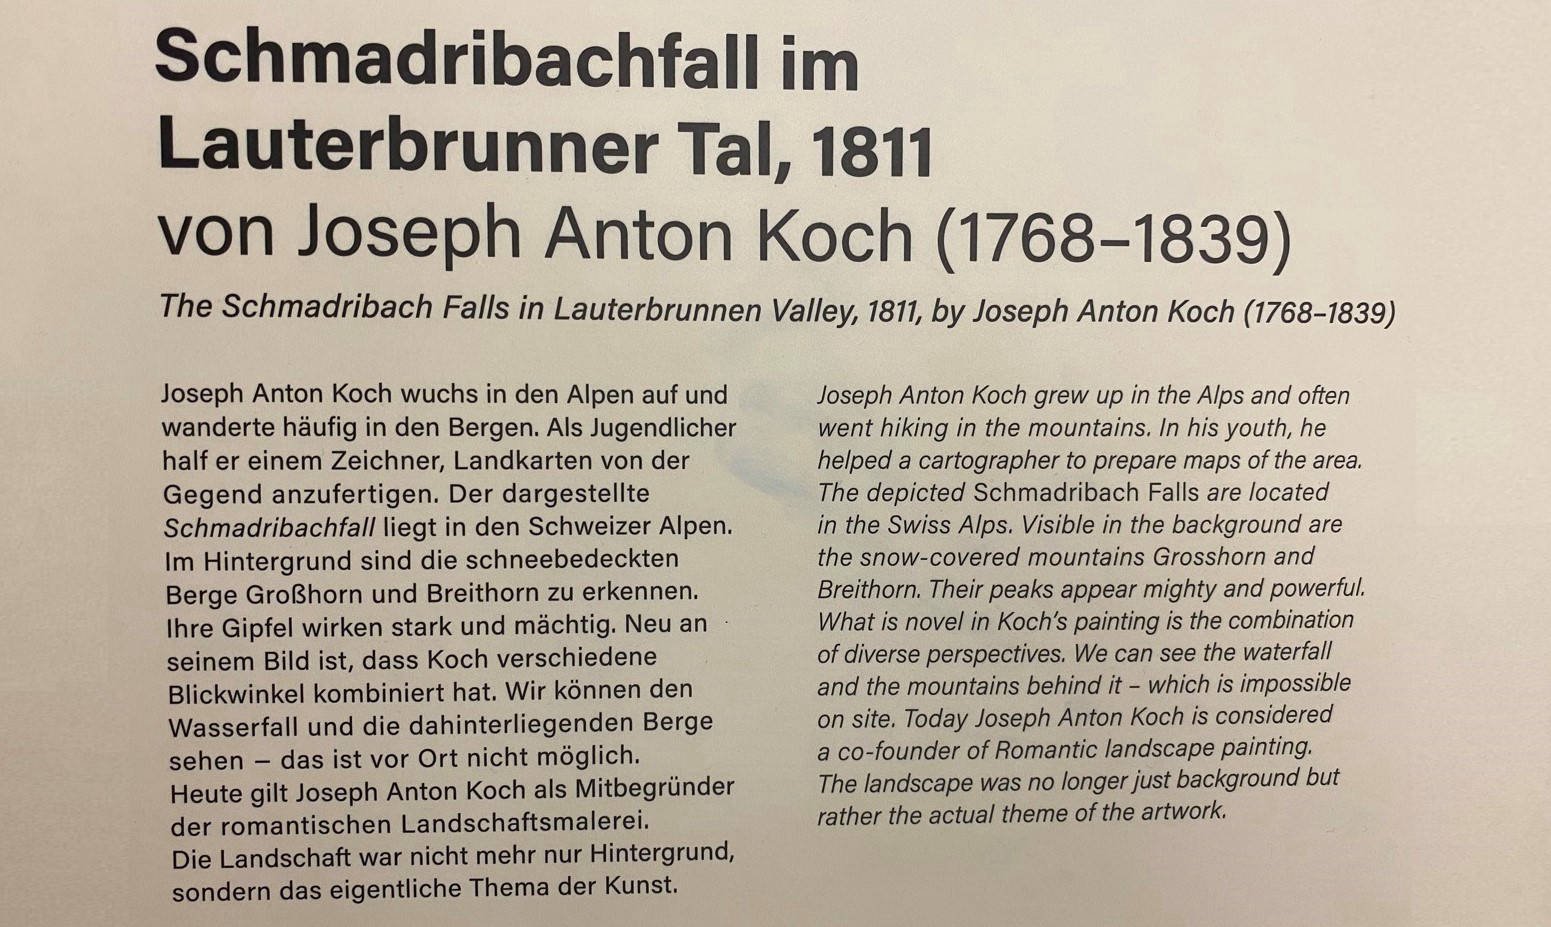 Schmadribachfall im
Lauterbrunner Tal, 1811
von Joseph Anton Koch (1768–1839)
The Schmadribach Falls in Lauterbrunnen Valley, 1811, by Joseph Anton Koch (1768–1839)
Joseph Anton Koch wuchs in den Alpen auf und
wanderte häufig in den Bergen. Als Jugendlicher
half er einem Zeichner, Landkarten von der
Gegend anzufertigen. Der dargestellte
Schmadribachfall liegt in den Schweizer Alpen.
Im Hintergrund sind die schneebedeckten
Berge Großhorn und Breithorn zu erkennen.
Ihre Gipfel wirken stark und mächtig. Neu an
seinem Bild ist, dass Koch verschiedene
Blickwinkel kombiniert hat. Wir können den
Wasserfall und die dahinterliegenden Berge
sehen – das ist vor Ort nicht möglich.
Heute gilt Joseph Anton Koch als Mitbegründer
der romantischen Landschaftsmalerei.
Die Landschaft war nicht mehr nur Hintergrund,
sondern das eigentliche Thema der Kunst.
Joseph Anton Koch grew up in the Alps and often
went hiking in the mountains. In his youth, he
helped a cartographer to prepare maps of the area.
The depicted Schmadribach Falls are located
in the Swiss Alps. Visible in the background are
the snow-covered mountains Grosshorn and
Breithorn. Their peaks appear mighty and powerful.
What is novel in Koch's painting is the combination
of diverse perspectives. We can see the waterfall
and the mountains behind it – which is impossible
on site. Today Joseph Anton Koch is considered
a co-founder of Romantic landscape painting.
The landscape was no longer just background but
rather the actual theme of the artwork.